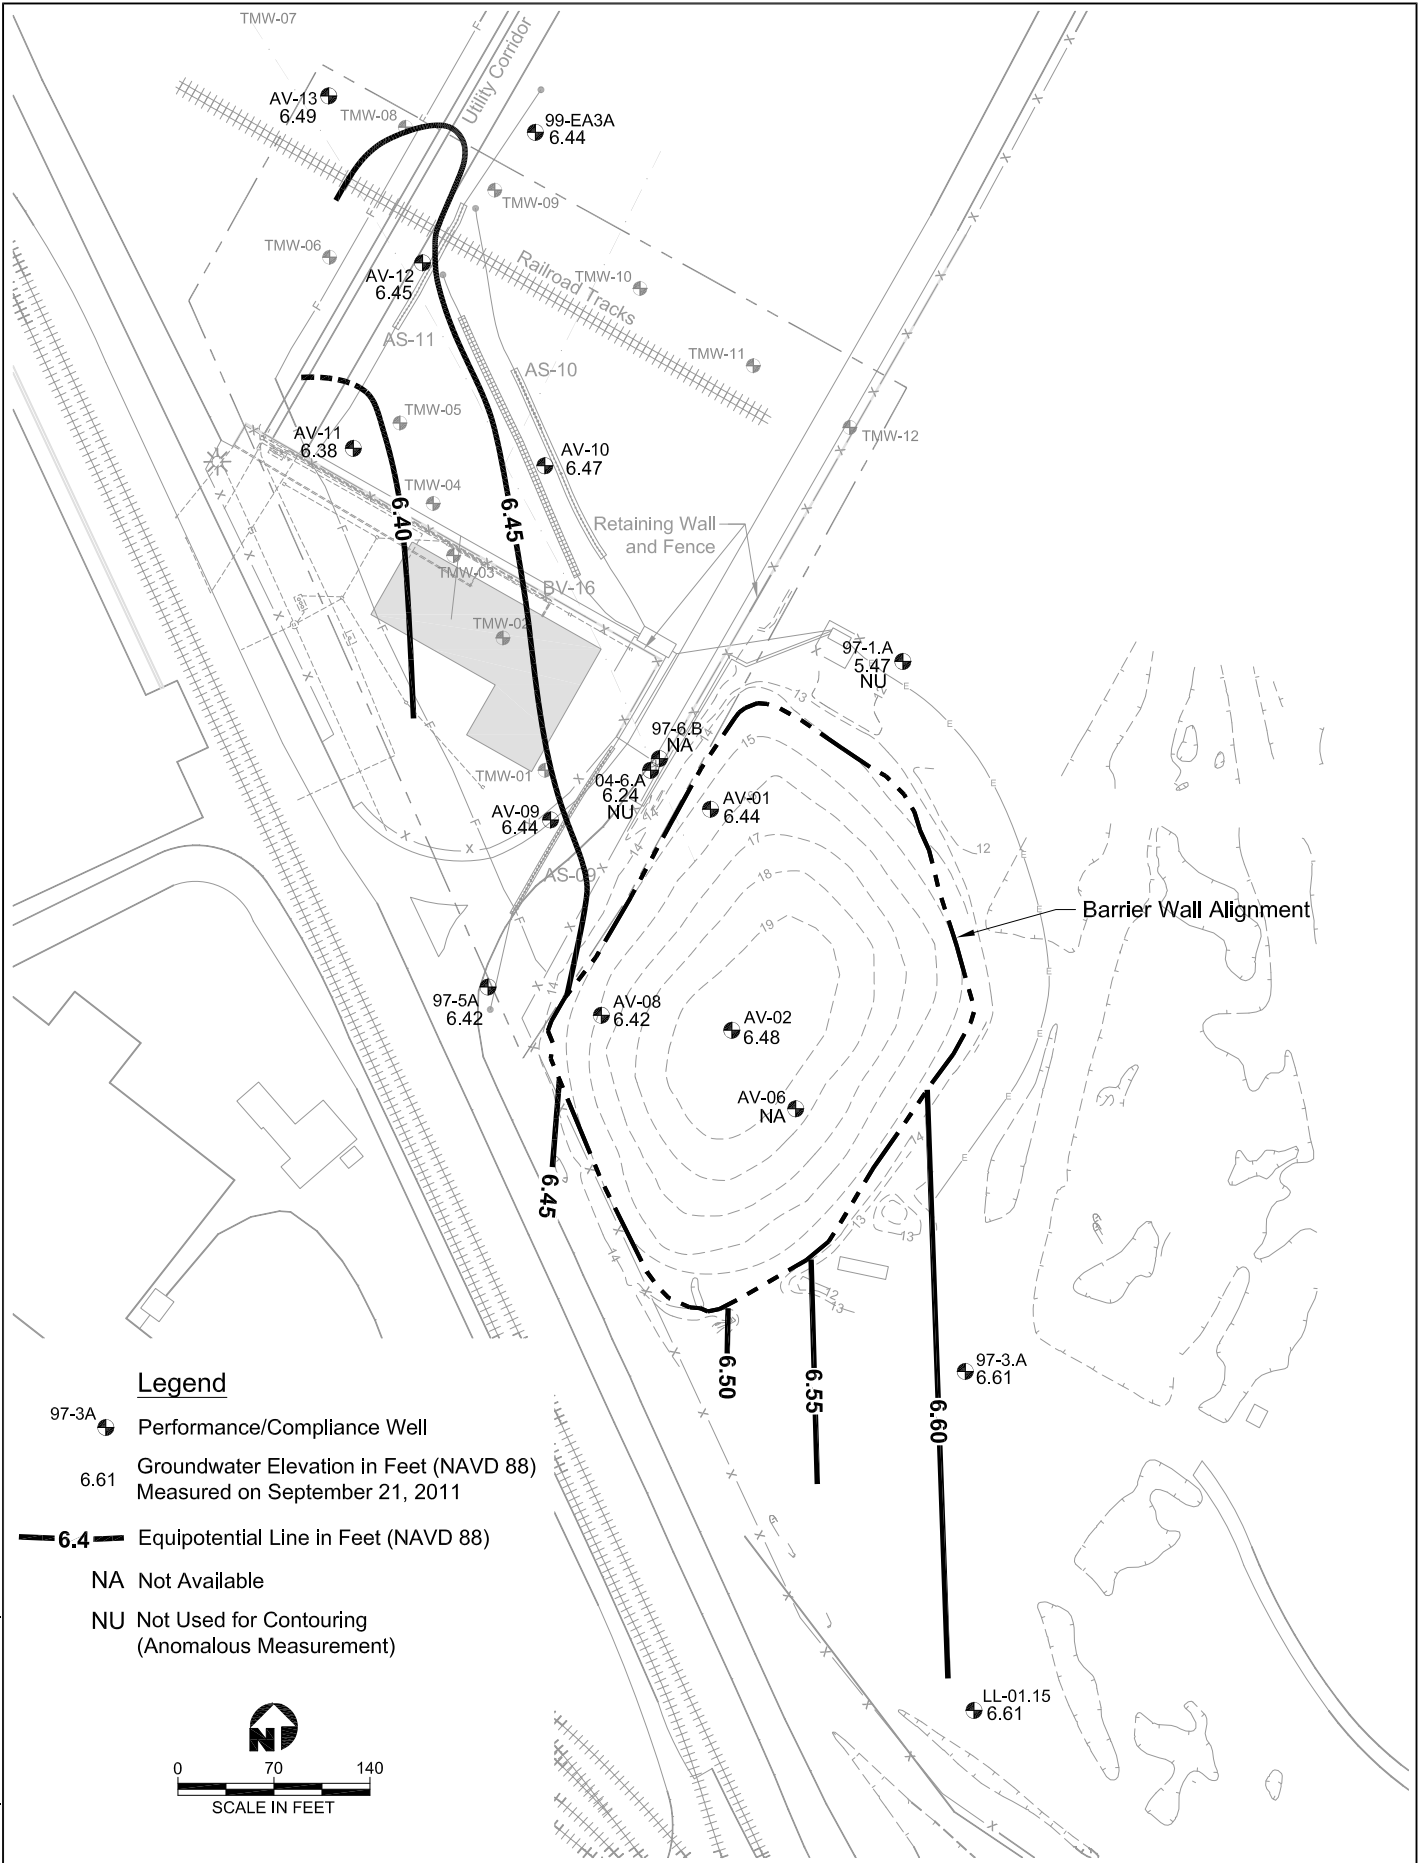 TMW-07
Utility Corridor
AV-13
6.49
TMW-08
99-EA3A
6.44
TMW-09
TMW-06
AV-12
6.45
Railroad Tracks
TMW-10
AS-11
TMW-11
AS-10
TMW-05
AV-11
6.38
TMW-12
AV-10
6.47
TMW-04
6.40
6.45
Retaining Wall
and Fence
TMW-03
BV-16
TMW-02
97-1.A
5.47
NU
12
13
14
15
97-6.B
NA
TMW-01
04-6.A
6.24
NU
AV-01
6.44
AV-09
6.44
14
14
17
12
AS-09
18
Barrier Wall Alignment
19
14
97-5A
6.42
AV-08
6.42
AV-02
6.48
AV-06
NA
14
6.45
13
13
14
12
13
6.50
6.55
6.60
97-3.A
6.61
LL-01.15
6.61
Legend
97-3A
Performance/Compliance Well
6.61
Groundwater Elevation in Feet (NAVD 88)
Measured on September 21, 2011
6.4
Equipotential Line in Feet (NAVD 88)
NA Not Available
NU Not Used for Contouring
(Anomalous Measurement)
N
0 70 140
SCALE IN FEET